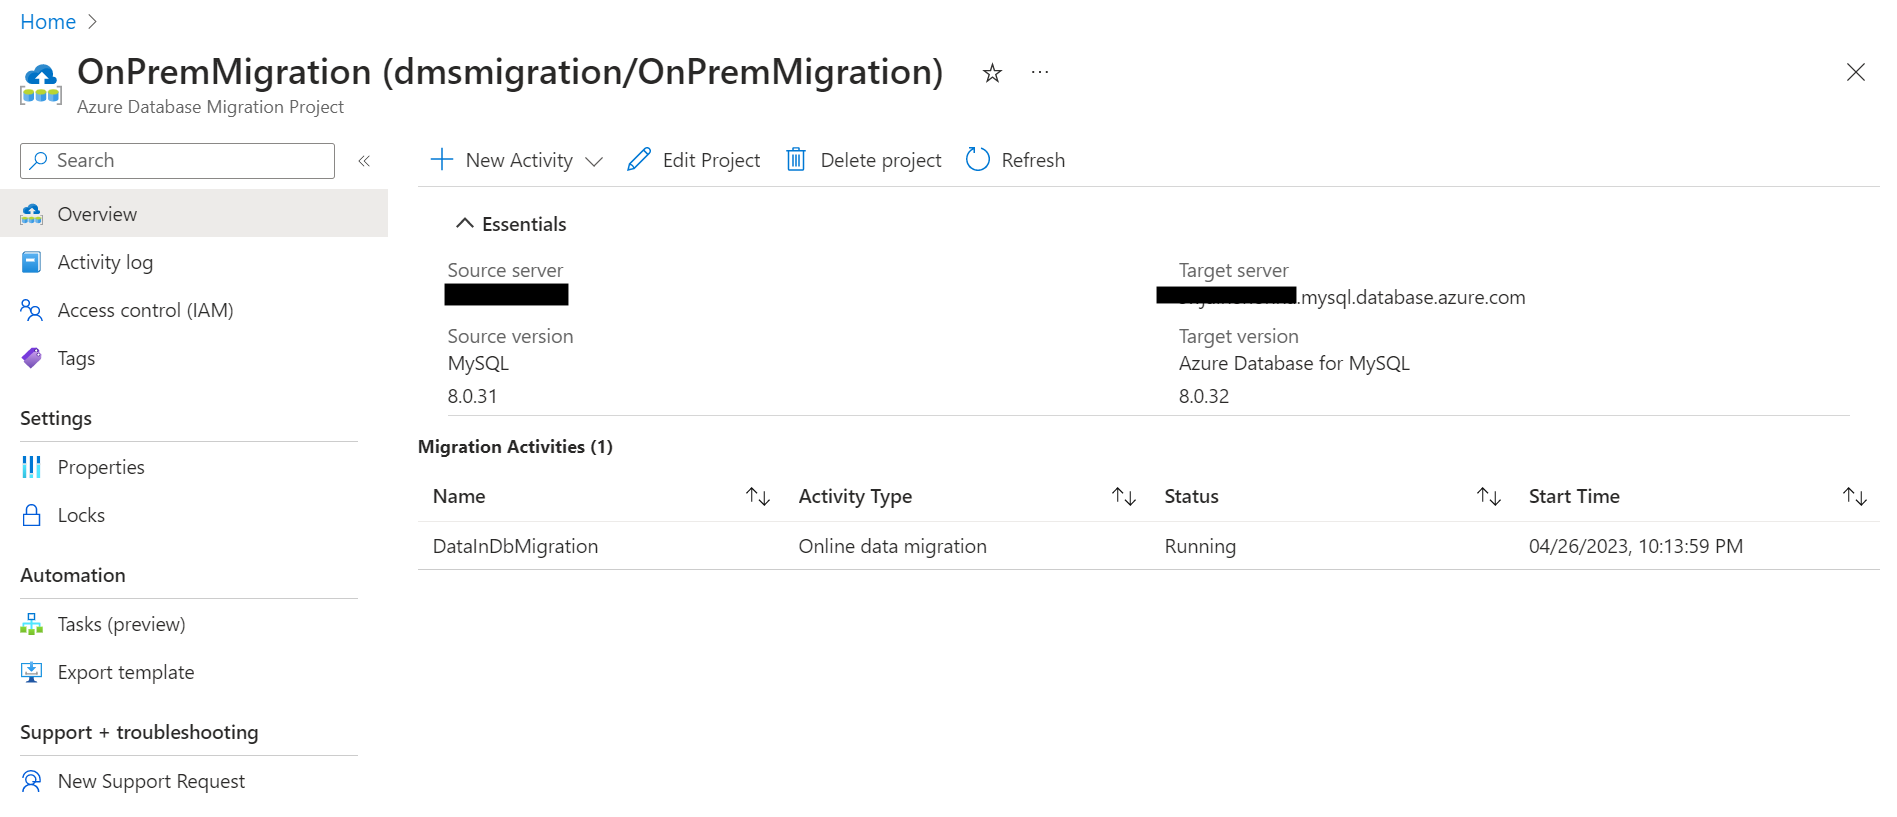 Home
OnPremMigration (dmsmigration/OnPremMigration)
Azure Database Migration Project
Search
Overview
Activity log
Access control (IAM)
Tags
Settings
Properties
Locks
Automation
Tasks (preview)
Export template
Support + troubleshooting
New Support Request
New Activity Edit Project Delete project Refresh
Essentials
Source server
Source version
MySQL
8.0.31
Target server
.mysql.database.azure.com
Target version
Azure Database for MySQL
8.0.32
Migration Activities (1)
Name Activity Type Status Start Time
DataInDbMigration Online data migration Running 04/26/2023, 10:13:59 PM